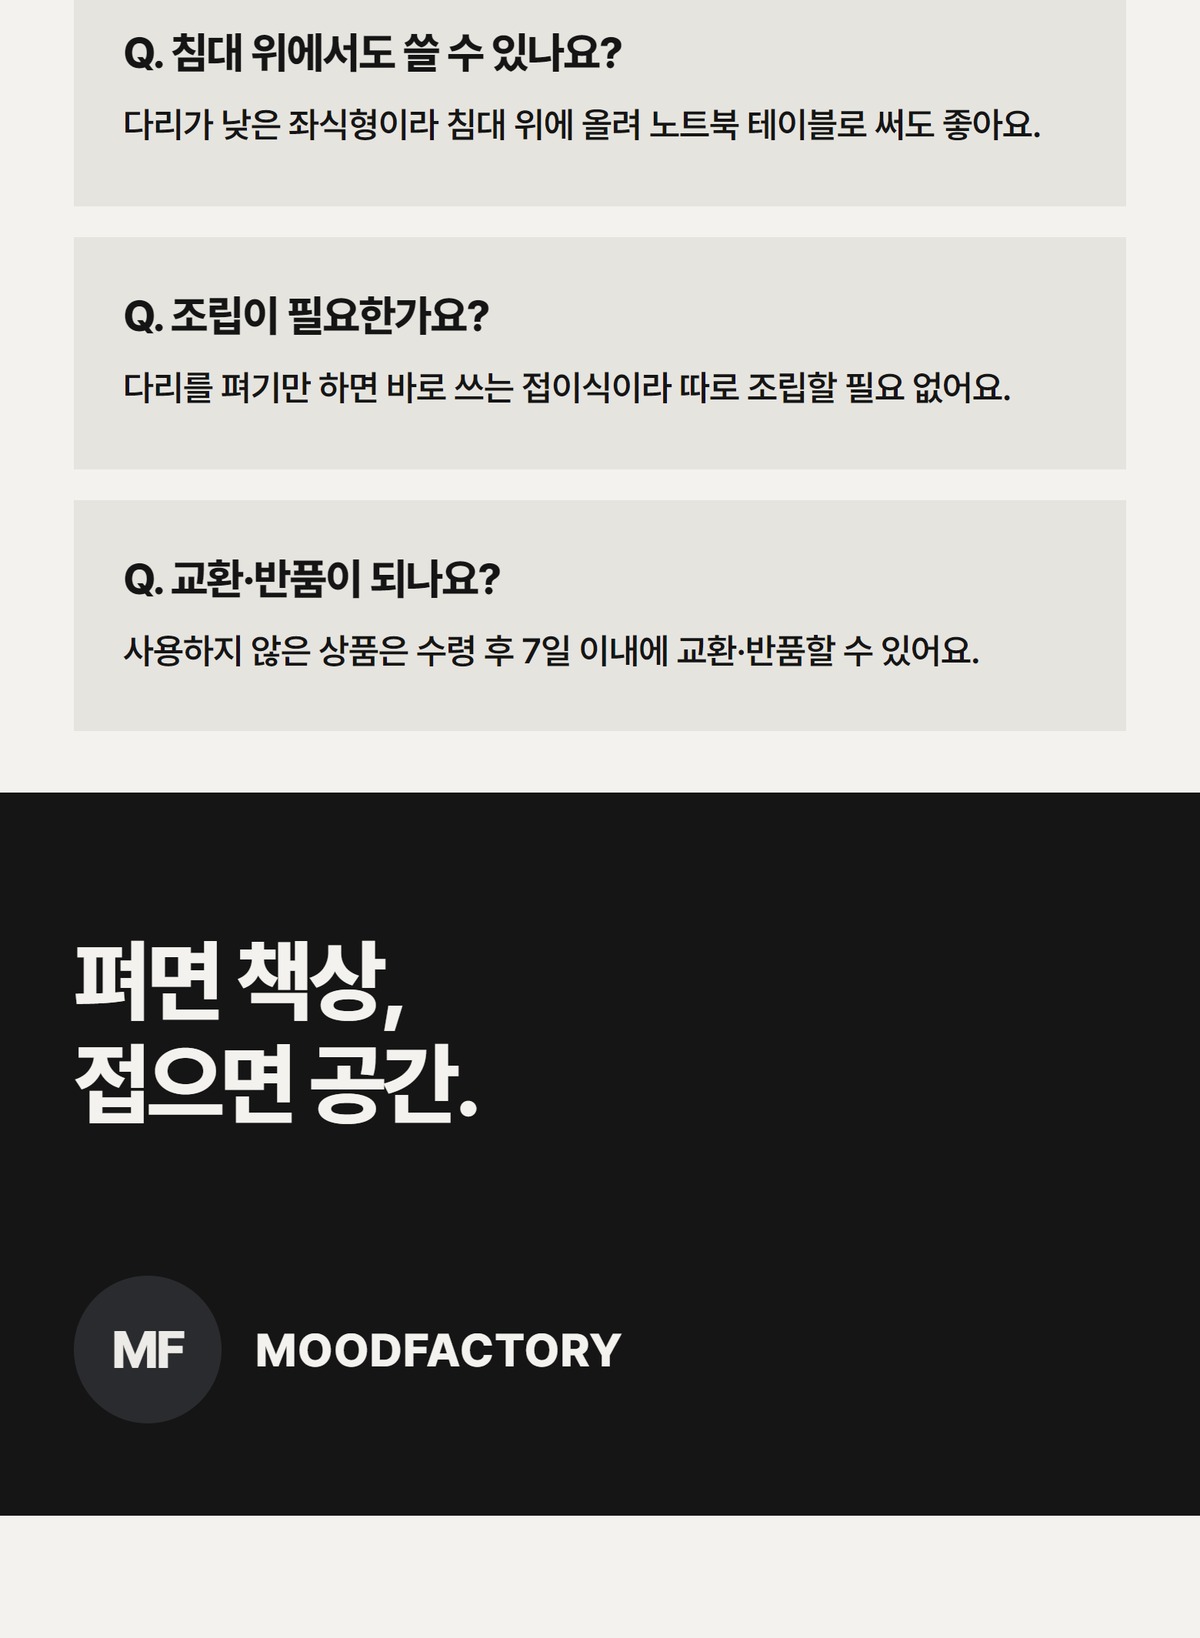 Q. 침대 위에서도 쓸 수 있나요?
다리가 낮은 좌식형이라 침대 위에 올려 노트북 테이블로 써도 좋아요.
Q. 조립이 필요한가요?
다리를 펴기만 하면 바로 쓰는 접이식이라 따로 조립할 필요 없어요.
Q. 교환·반품이 되나요?
사용하지 않은 상품은 수령 후 7일 이내에 교환·반품할 수 있어요.
펴면 책상,
접으면 공간.
MF MOODFACTORY